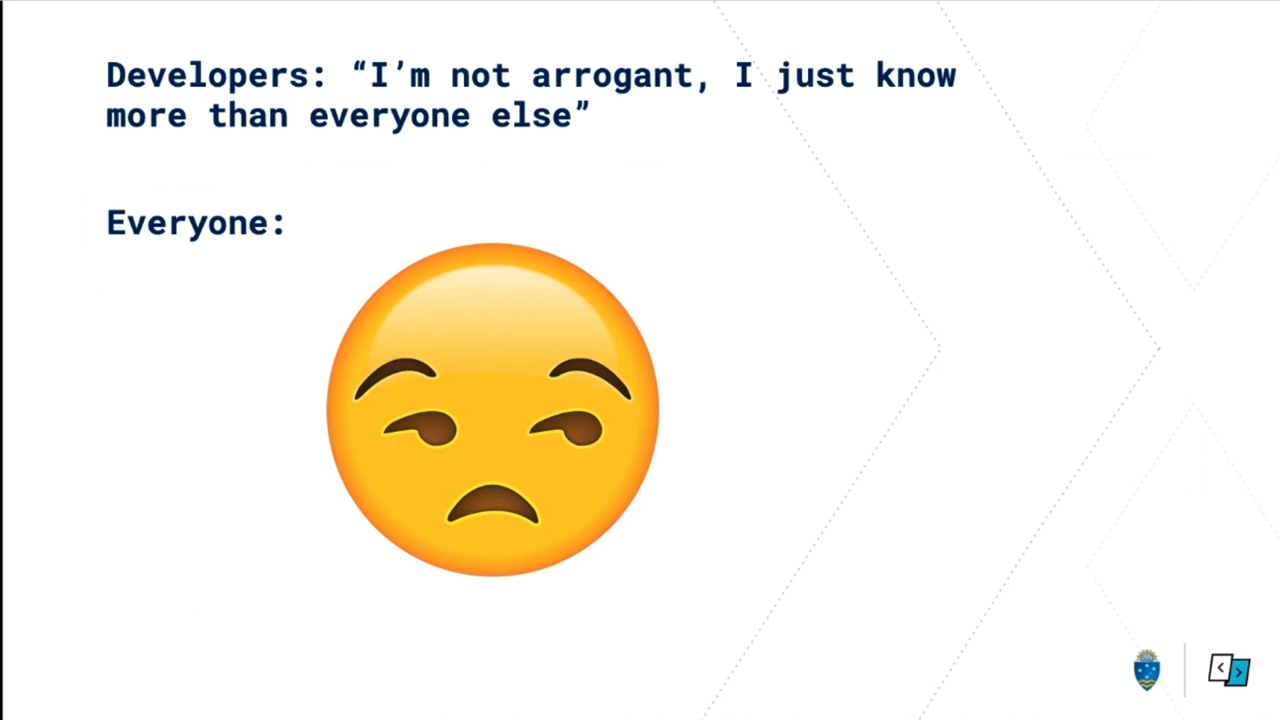 Developers: “I’m not arrogant, I just know
more than everyone else”
Everyone: